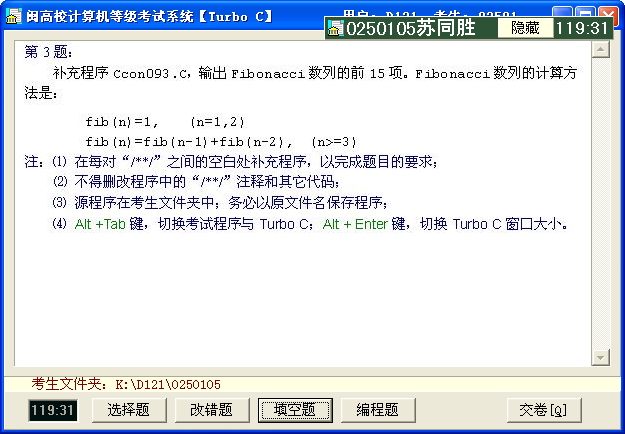 闽高校计算机等级考试系统【Turbo C】
0250105苏同胜 隐藏 119:31
第 3 题:
补充程序 Ccon093.C，输出 Fibonacci 数列的前 15 项。Fibonacci 数列的计算方
法是:
fib(n)=1, (n=1,2)
fib(n)=fib(n-1)+fib(n-2), (n>=3)
注: ⑴ 在每对“/**/”之间的空白处补充程序，以完成题目的要求;
⑵ 不得删改程序中的“/**/”注释和其它代码;
⑶ 源程序在考生文件夹中; 务必以原文件名保存程序;
⑷ Alt +Tab 键，切换考试程序与 Turbo C; Alt + Enter 键，切换 Turbo C 窗口大小。
考生文件夹: K:\D121\0250105
119:31 选择题 改错题 填空题 编程题 交卷[Q]